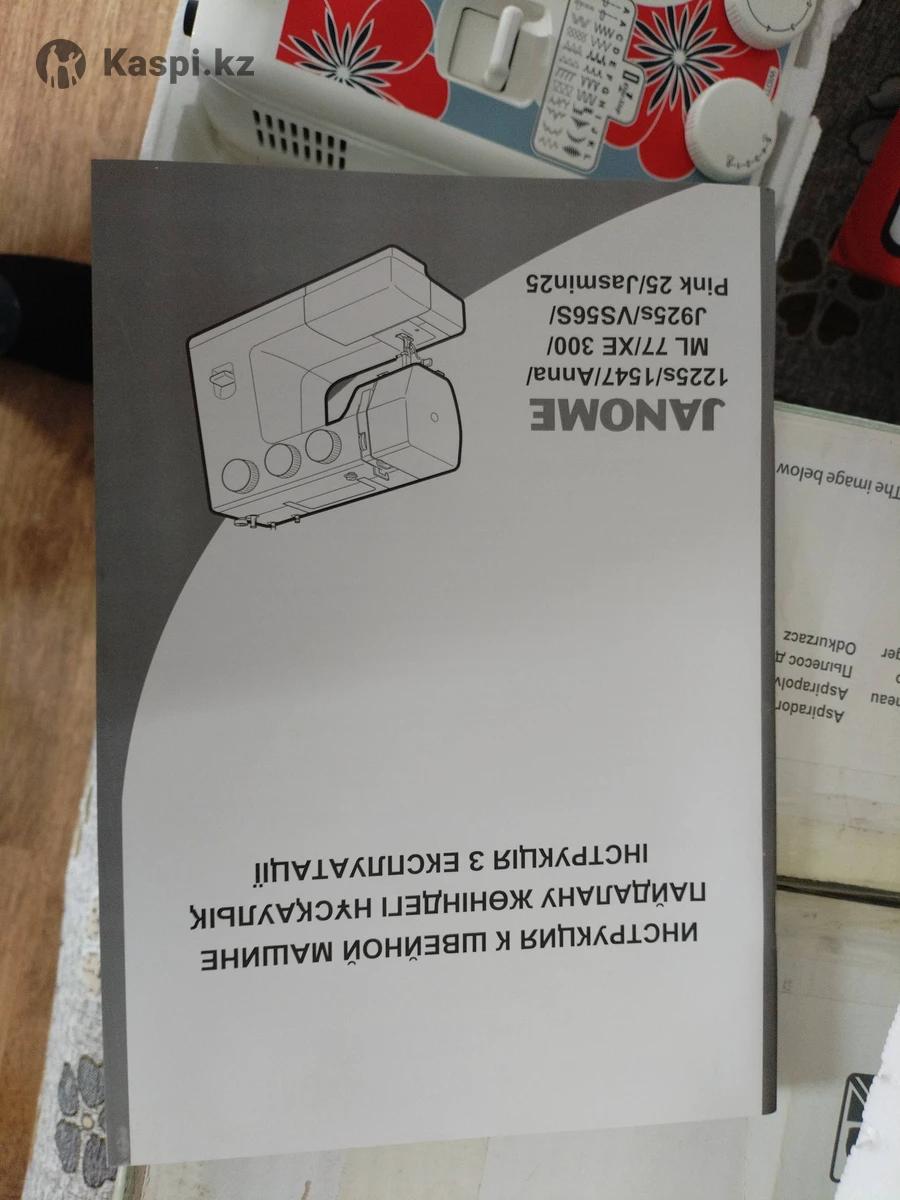 Kaspi.kz
ИНСТРУКЦИЯ К ШВЕЙНОЙ МАШИНЕ
ПАЙДАЛАНУ ЖӨНІНДЕГІ НҰСҚАУЛЫҚ
ІНСТРУКЦІЯ З ЕКСПЛУАТАЦІЇ
JANOME
1225s/1547/Anna/
ML 77/XE 300/
J925s/VS56S/
Pink 25/Jasmin25
Aspirador
Пылесос
Odkurzacz
The image below